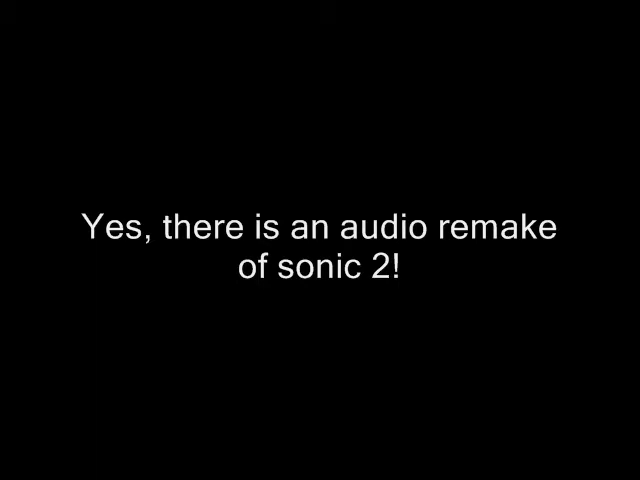 Yes, there is an audio remake
of sonic 2!